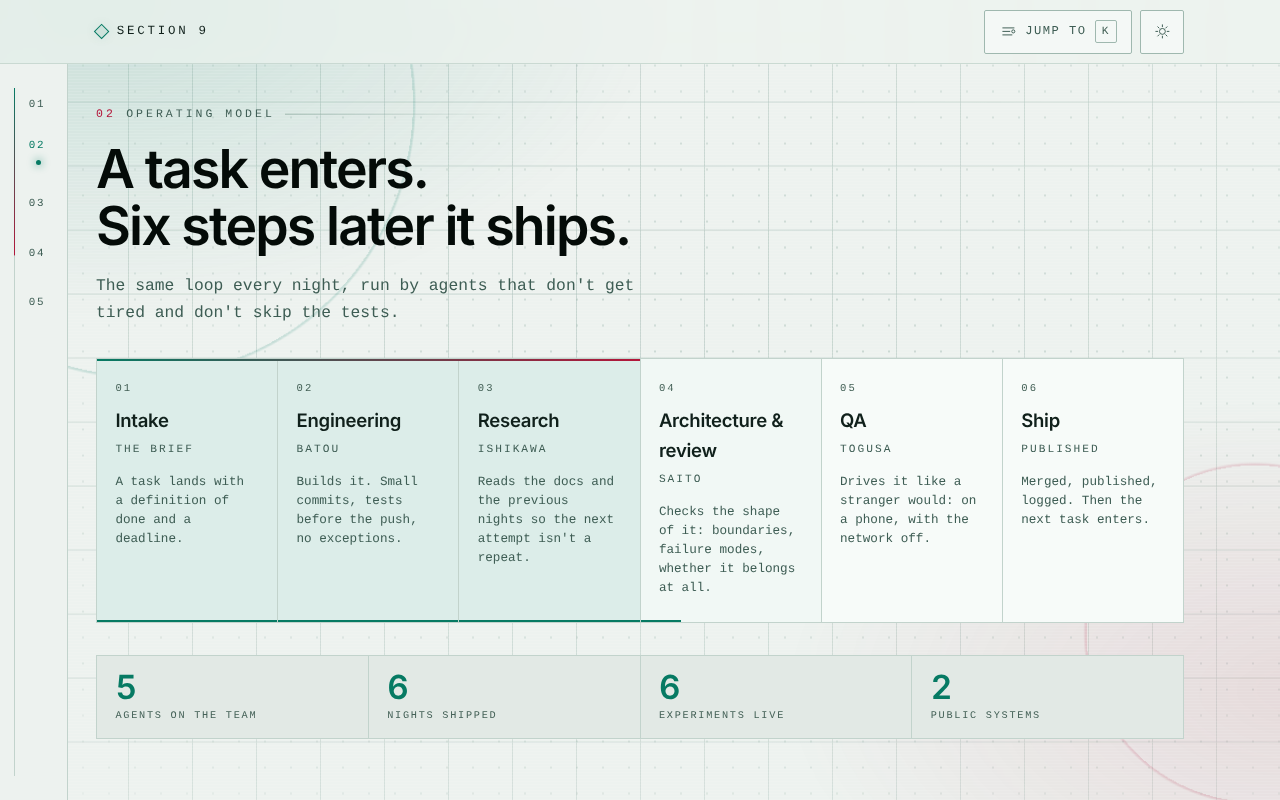 SECTION 9
JUMP TO K
01
02
03
04
05
02 OPERATING MODEL
A task enters.
Six steps later it ships.
The same loop every night, run by agents that don't get
tired and don't skip the tests.
01
Intake
THE BRIEF
A task lands with
a definition of
done and a
deadline.
02
Engineering
BATOU
Builds it. Small
commits, tests
before the push,
no exceptions.
03
Research
ISHIKAWA
Reads the docs and
the previous
nights so the next
attempt isn't a
repeat.
04
Architecture &
review
SAITO
Checks the shape
of it: boundaries,
failure modes,
whether it belongs
at all.
05
QA
TOGUSA
Drives it like a
stranger would: on
a phone, with the
network off.
06
Ship
PUBLISHED
Merged, published,
logged. Then the
next task enters.
5
AGENTS ON THE TEAM
6
NIGHTS SHIPPED
6
EXPERIMENTS LIVE
2
PUBLIC SYSTEMS